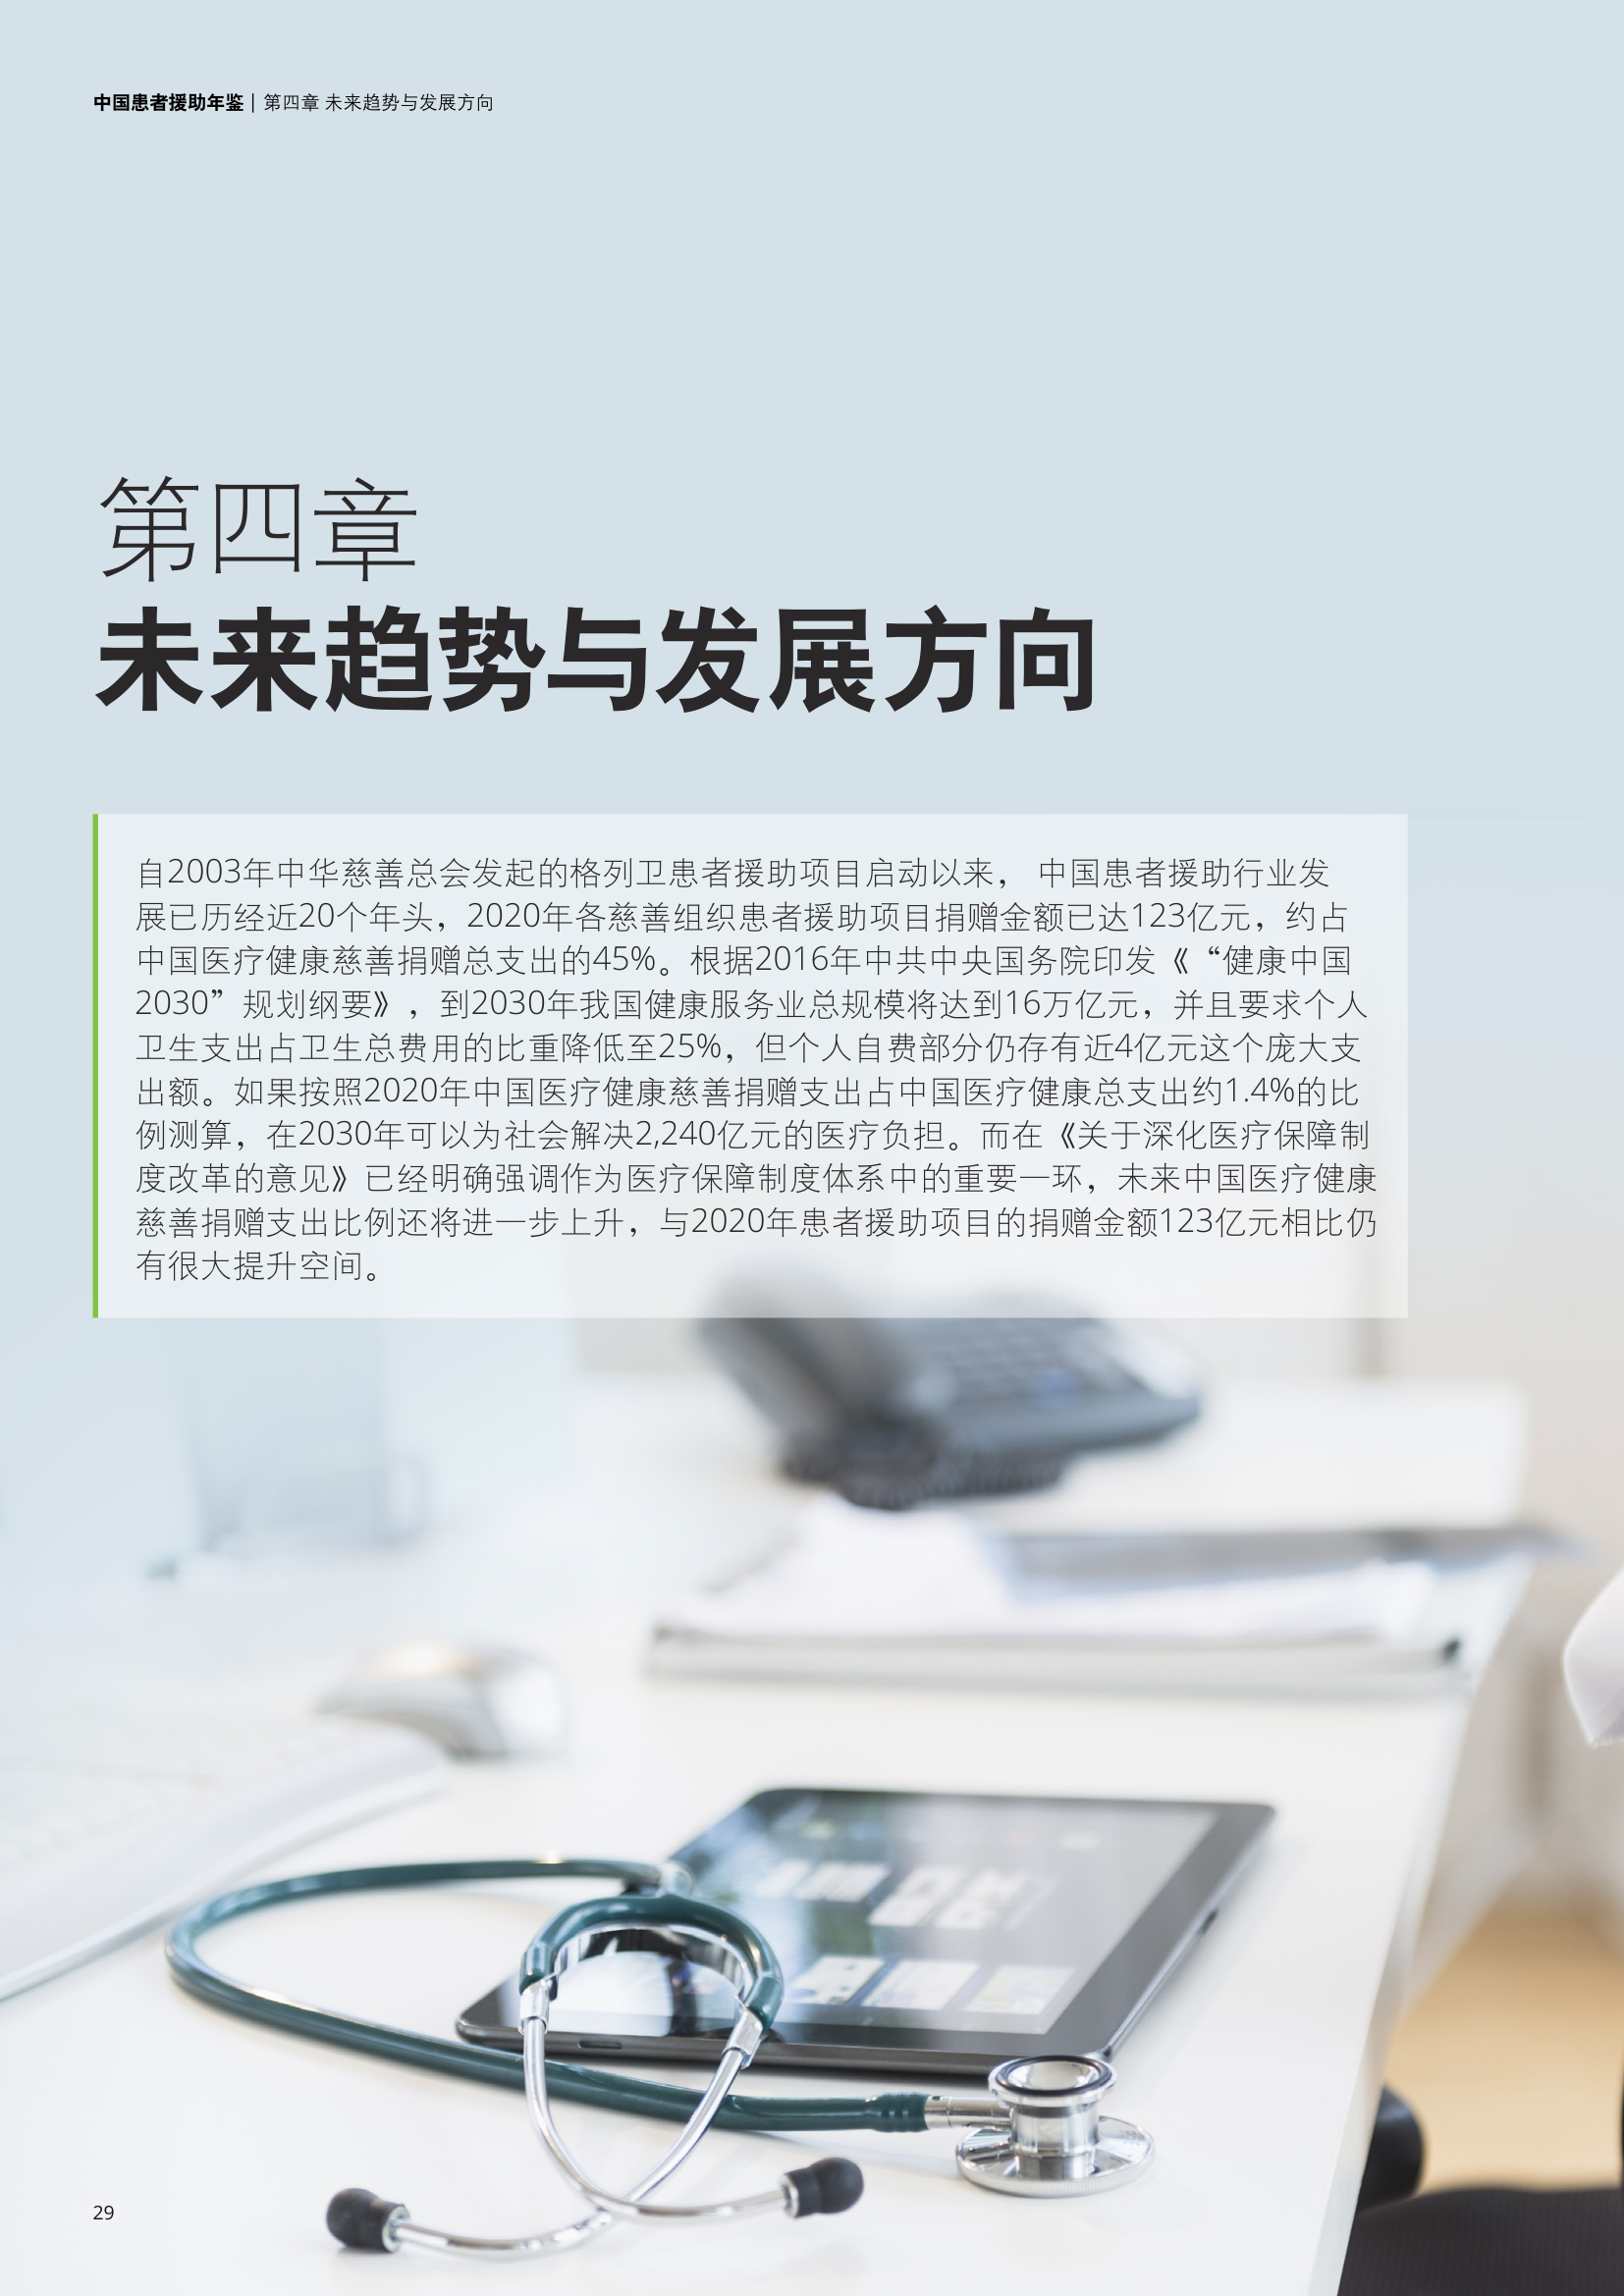 中国患者援助年鉴 | 第四章 未来趋势与发展方向
第四章
未来趋势与发展方向
自2003年中华慈善总会发起的格列卫患者援助项目启动以来， 中国患者援助行业发
展已历经近20个年头，2020年各慈善组织患者援助项目捐赠金额已达123亿元，约占
中国医疗健康慈善捐赠总支出的45%。根据2016年中共中央国务院印发《 “健康中国
2030” 规划纲要》，到2030年我国健康服务业总规模将达到16万亿元，并且要求个人
卫生支出占卫生总费用的比重降低至25%，但个人自费部分仍存有近4亿元这个庞大支
出额。如果按照2020年中国医疗健康慈善捐赠支出占中国医疗健康总支出约1.4%的比
例测算，在2030年可以为社会解决2,240亿元的医疗负担。而在《关于深化医疗保障制
度改革的意见》已经明确强调作为医疗保障制度体系中的重要一环，未来中国医疗健康
慈善捐赠支出比例还将进一步上升，与2020年患者援助项目的捐赠金额123亿元相比仍
有很大提升空间。
29